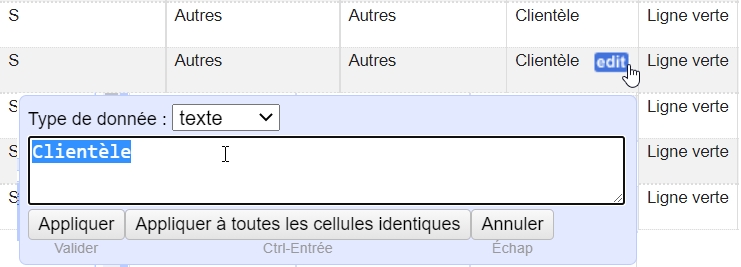 S Autres Autres Clientèle Ligne verte
S Autres Autres Clientèle edit Ligne verte
S Ligne verte
Type de donnée : texte
Clientèle
S Ligne verte
S Ligne verte
Appliquer Appliquer à toutes les cellules identiques Annuler
Valider Ctrl-Entrée Échap